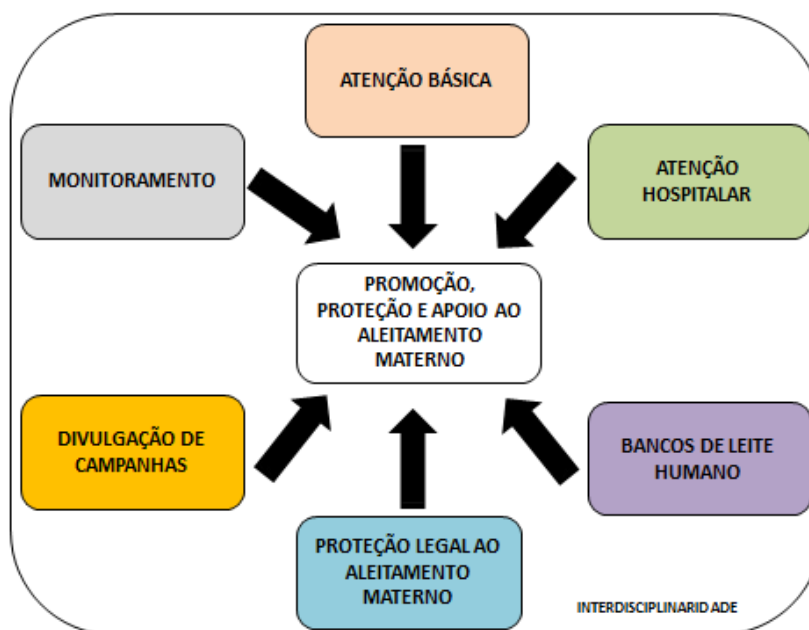 ATENÇÃO BÁSICA
MONITORAMENTO
ATENÇÃO
HOSPITALAR
PROMOÇÃO,
PROTEÇÃO E APOIO AO
ALEITAMENTO
MATERNO
DIVULGAÇÃO DE
CAMPANHAS
BANCOS DE LEITE
HUMANO
PROTEÇÃO LEGAL AO
ALEITAMENTO
MATERNO
INTERDISCIPLINARID ADE